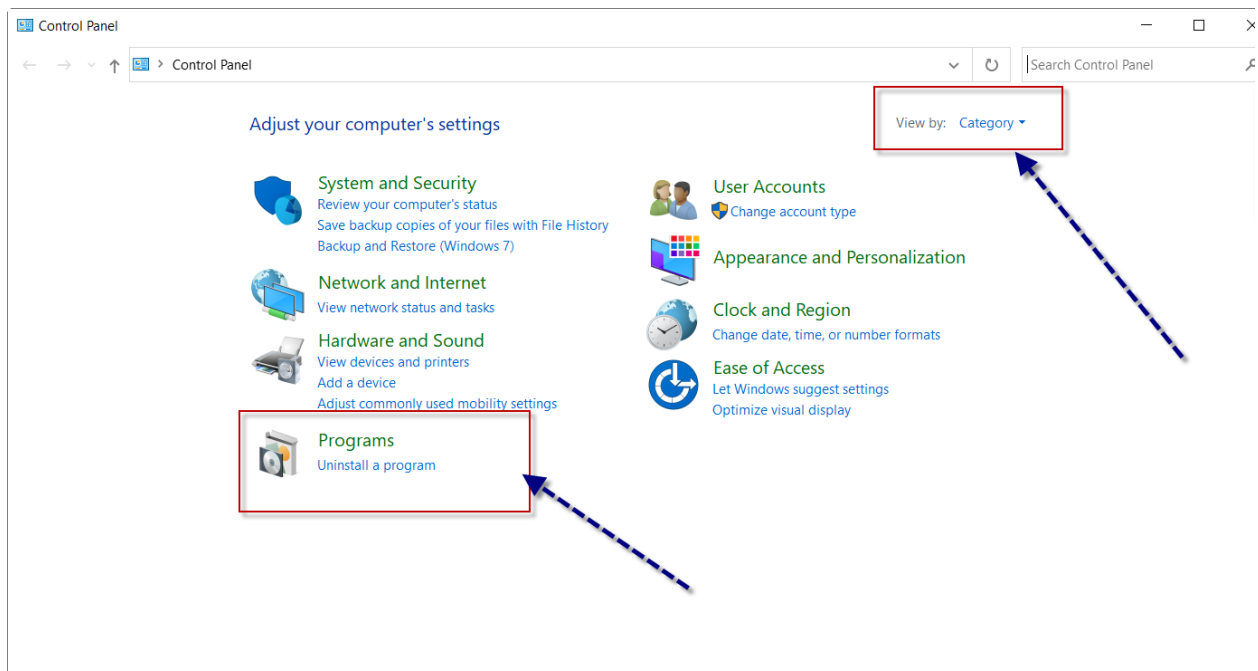 Control Panel
Control Panel
Search Control Panel
Adjust your computer's settings
View by: Category
System and Security
Review your computer's status
Save backup copies of your files with File History
Backup and Restore (Windows 7)
Network and Internet
View network status and tasks
Hardware and Sound
View devices and printers
Add a device
Adjust commonly used mobility settings
Programs
Uninstall a program
User Accounts
Change account type
Appearance and Personalization
Clock and Region
Change date, time, or number formats
Ease of Access
Let Windows suggest settings
Optimize visual display